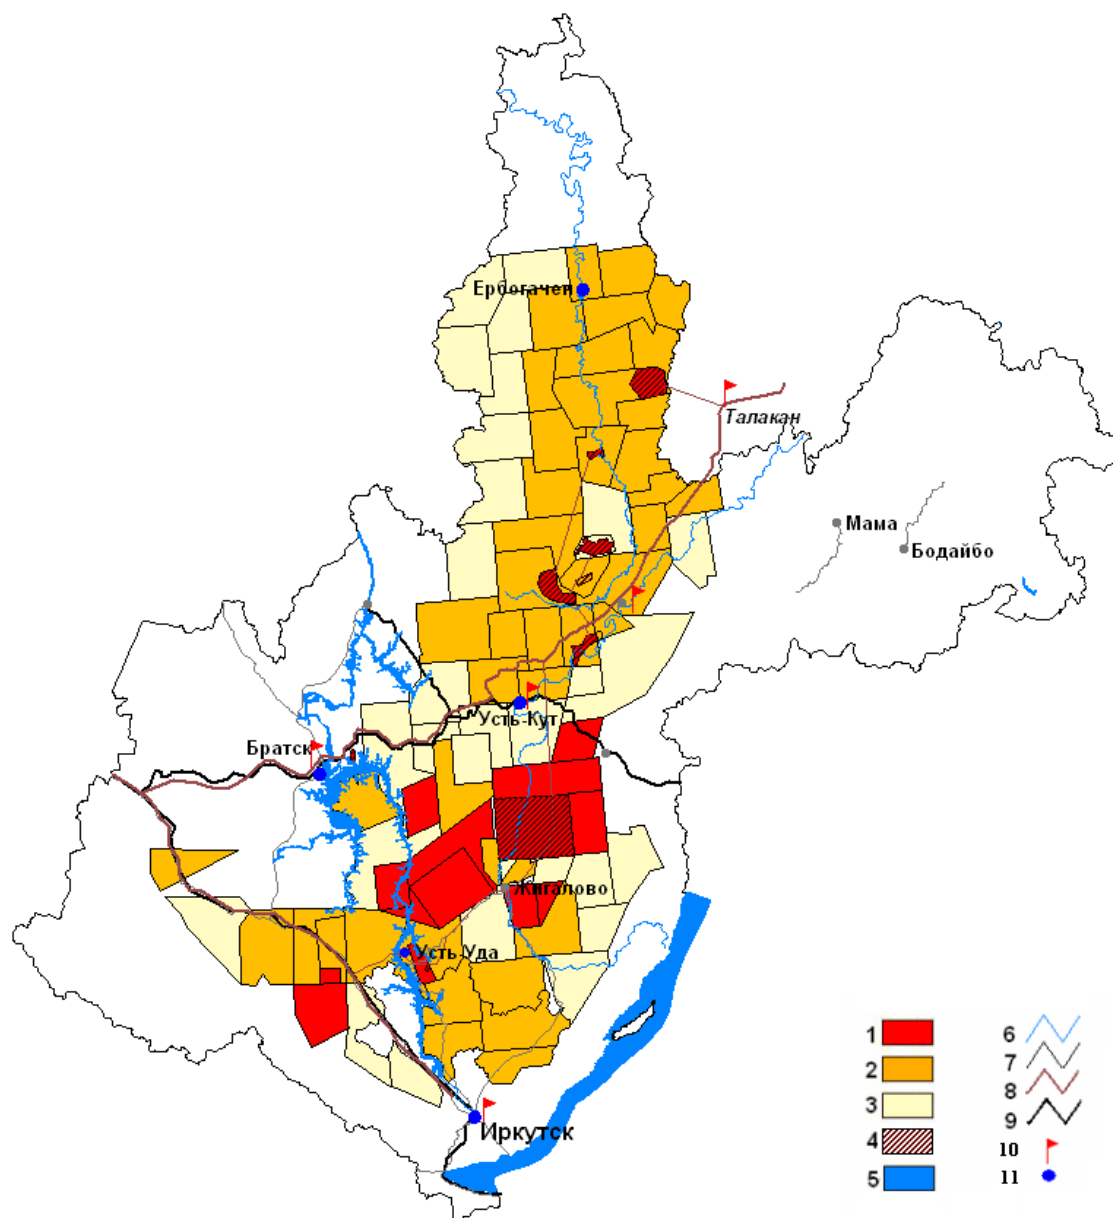 Ербогачен
Талакан
Мама
Бодайбо
Усть-Кут
Братск
Жигалово
Усть-Уда
Иркутск
1
2
3
4
5
6
7
8
9
10
11